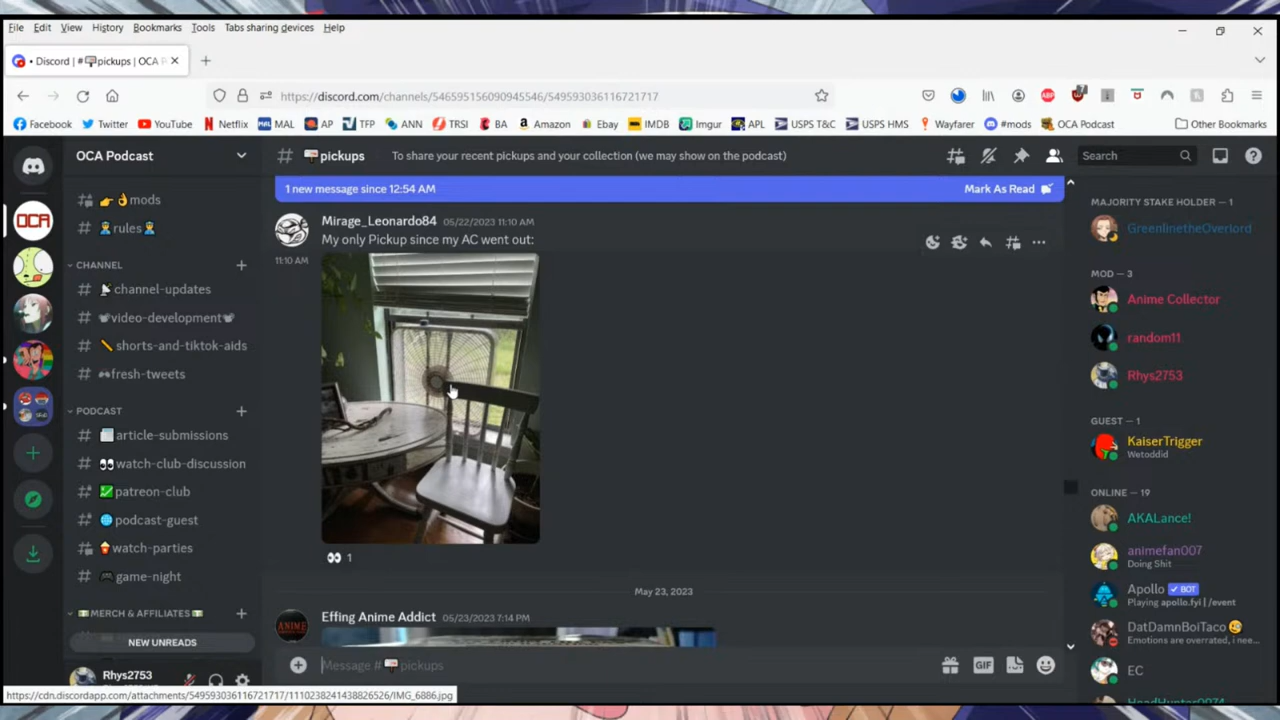 File Edit View History Bookmarks Tools Tabs sharing devices Help
• Discord | #pickups | OCA P
https://discord.com/channels/546595156090945546/549593036116721717
Facebook Twitter YouTube Netflix MAL AP TFP ANN TRSI BA Amazon Ebay IMDB Imgur APL USPS T&C USPS HMS Wayfarer #mods OCA Podcast Other Bookmarks
OCA Podcast
# pickups To share your recent pickups and your collection (we may show on the podcast)
Search
mods
rules
CHANNEL
channel-updates
video-development
shorts-and-tiktok-aids
fresh-tweets
PODCAST
article-submissions
watch-club-discussion
patreon-club
podcast-guest
watch-parties
game-night
MERCH & AFFILIATES
NEW UNREADS
Rhys2753
1 new message since 12:54 AM Mark As Read
Mirage_Leonardo84 05/22/2023 11:10 AM
My only Pickup since my AC went out:
11:10 AM
1
May 23, 2023
Effing Anime Addict 05/23/2023 7:14 PM
ANIME
Message # pickups
GIF
MAJORITY STAKE HOLDER — 1
GreenlinetheOverlord
MOD — 3
Anime Collector
random11
Rhys2753
GUEST — 1
KaiserTrigger
Wetoddid
ONLINE — 19
AKALance!
animefan007
Doing Shit
Apollo ✓ BOT
Playing apollo.fyi | /event
DatDamnBoiTaco
Emotions are overrated, i nee...
EC
HeadHunter0074
https://cdn.discordapp.com/attachments/549593036116721717/1110238241438826526/IMG_6886.jpg